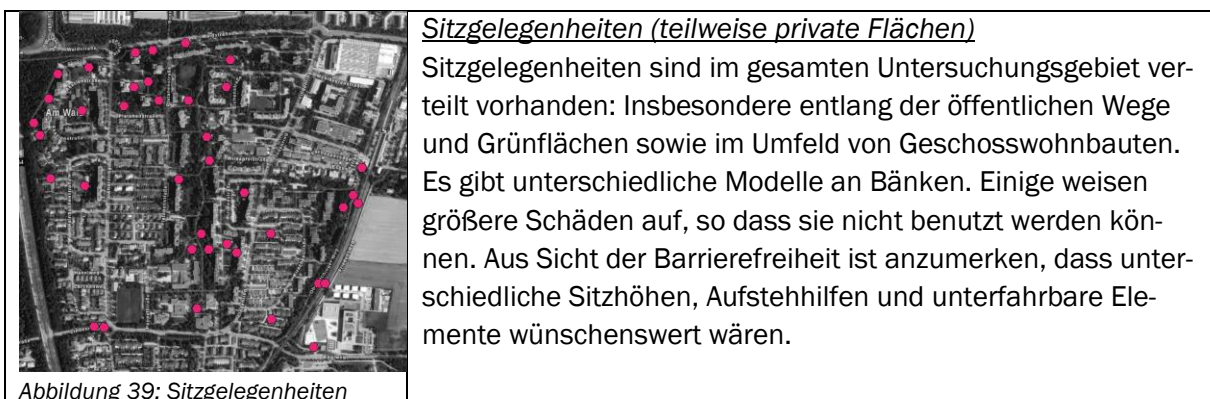 Am Wald
Abbildung 39: Sitzgelegenheiten
Sitzgelegenheiten (teilweise private Flächen)
Sitzgelegenheiten sind im gesamten Untersuchungsgebiet ver-
teilt vorhanden: Insbesondere entlang der öffentlichen Wege
und Grünflächen sowie im Umfeld von Geschosswohnbauten.
Es gibt unterschiedliche Modelle an Bänken. Einige weisen
größere Schäden auf, so dass sie nicht benutzt werden kön-
nen. Aus Sicht der Barrierefreiheit ist anzumerken, dass unter-
schiedliche Sitzhöhen, Aufstehhilfen und unterfahrbare Ele-
mente wünschenswert wären.